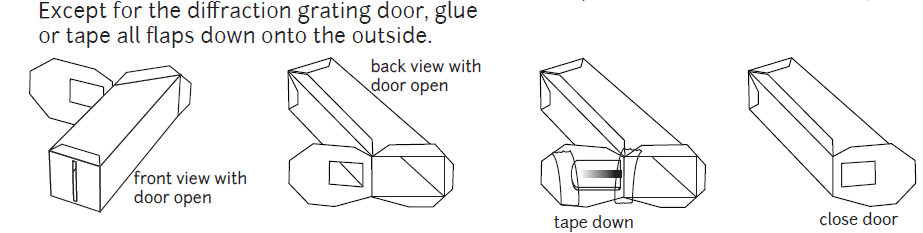 Except for the diffraction grating door, glue
or tape all flaps down onto the outside.
back view with
door open
front view with
door open
tape down
close door